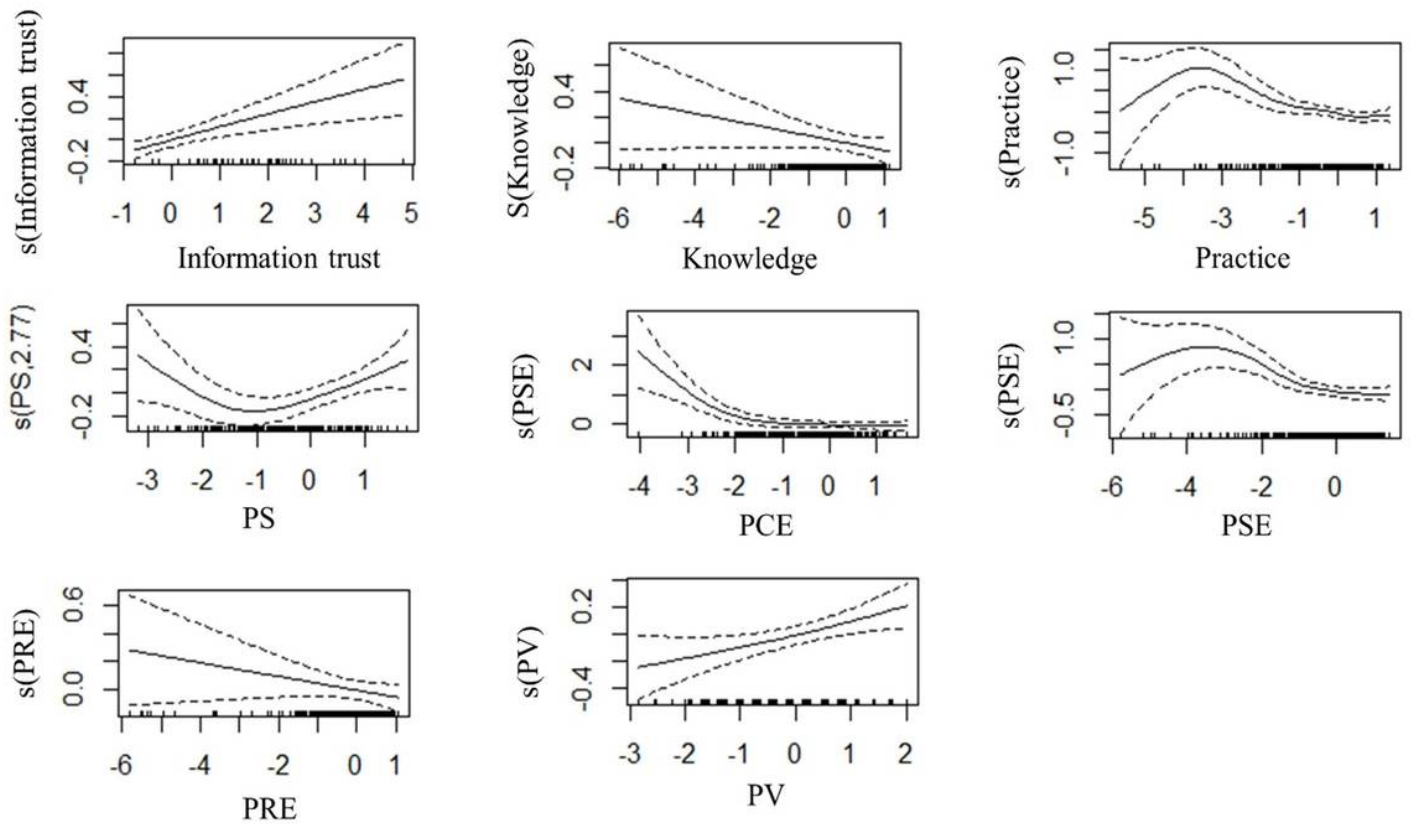 s(Information trust)
0.4
-0.2
-1 0 1 2 3 4 5
Information trust
S(Knowledge)
0.4
-0.2
-6 -4 -2 0 1
Knowledge
s(Practice)
1.0
-1.0
-5 -3 -1 1
Practice
s(PS,2.77)
0.4
-0.2
-3 -2 -1 0 1
PS
s(PSE)
2
0
-4 -3 -2 -1 0 1
PCE
s(PSE)
1.0
-0.5
-6 -4 -2 0
PSE
s(PRE)
0.6
0.0
-6 -4 -2 0 1
PRE
s(PV)
0.2
-0.4
-3 -2 -1 0 1 2
PV